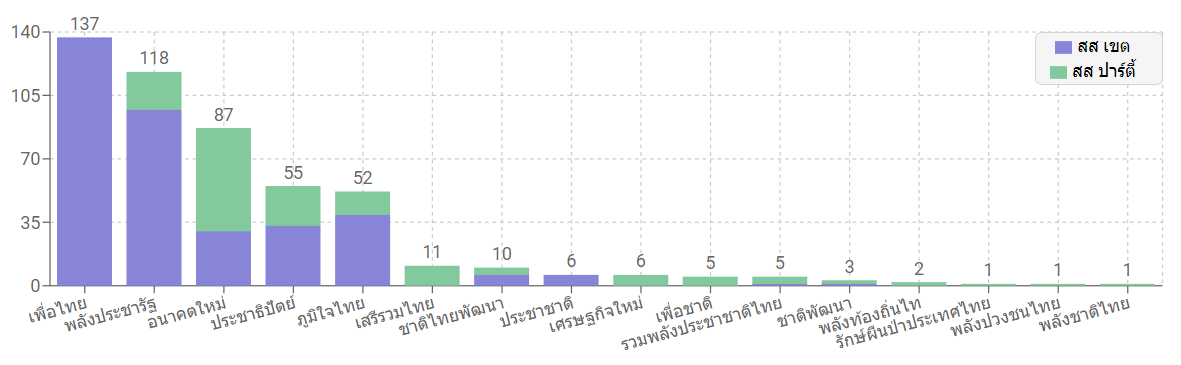 137
140
118
สส เขต
สส ปาร์ตี้
105
87
70
55
52
35
11
10
6
6
5
5
3
2
1
1
1
0
เพื่อไทย
พลังประชารัฐ
อนาคตใหม่
ประชาธิปัตย์
ภูมิใจไทย
เสรีรวมไทย
ชาติไทยพัฒนา
ประชาชาติ
เศรษฐกิจใหม่
เพื่อชาติ
รวมพลังประชาชาติไทย
ชาติพัฒนา
พลังท้องถิ่นไท
รักษ์ผืนป่าประเทศไทย
พลังปวงชนไทย
พลังชาติไทย